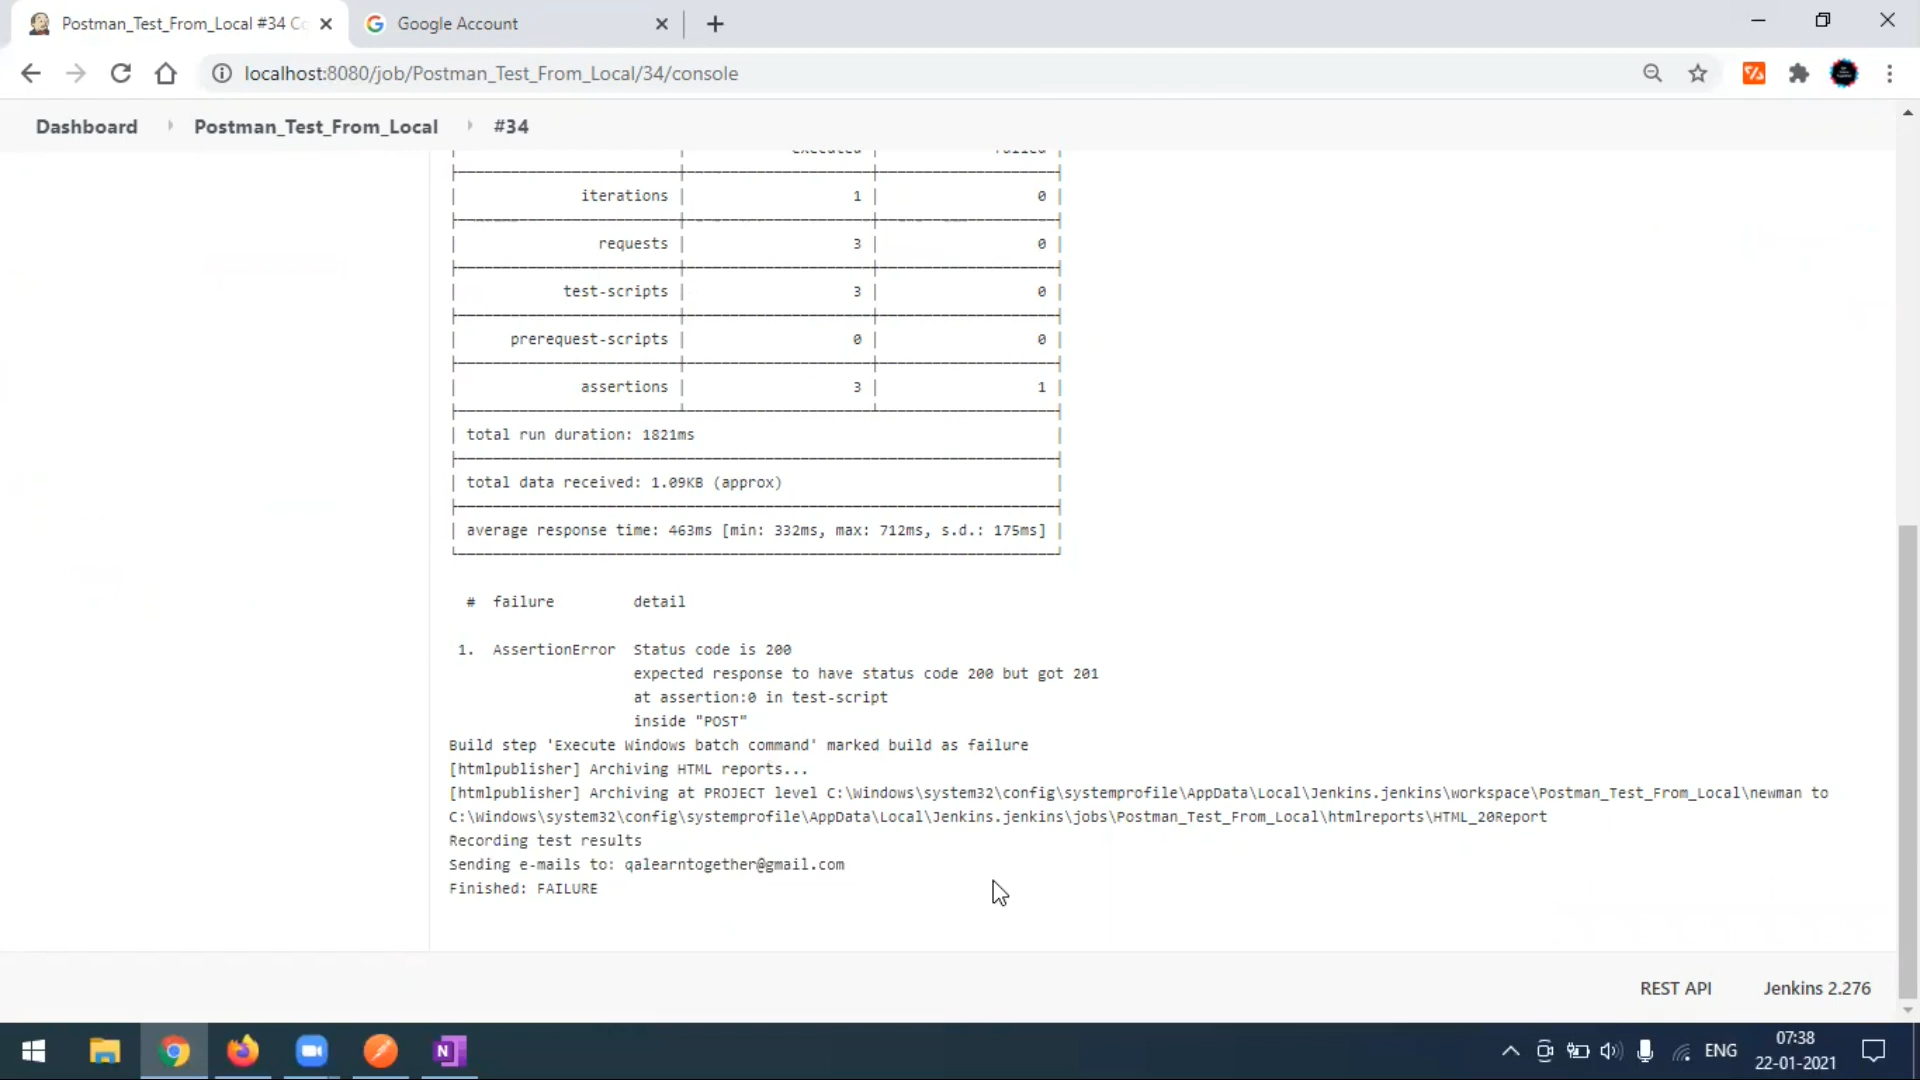 Postman_Test_From_Local #34 Co
Google Account
localhost:8080/job/Postman_Test_From_Local/34/console
Dashboard
Postman_Test_From_Local
#34
executed | failed
iterations | 1 | 0
requests | 3 | 0
test-scripts | 3 | 0
prerequest-scripts | 0 | 0
assertions | 3 | 1
total run duration: 1821ms
total data received: 1.09KB (approx)
average response time: 463ms [min: 332ms, max: 712ms, s.d.: 175ms]
# failure detail
1. AssertionError Status code is 200
expected response to have status code 200 but got 201
at assertion:0 in test-script
inside "POST"
Build step 'Execute Windows batch command' marked build as failure
[htmlpublisher] Archiving HTML reports...
[htmlpublisher] Archiving at PROJECT level C:\Windows\system32\config\systemprofile\AppData\Local\Jenkins.jenkins\workspace\Postman_Test_From_Local\newman to
C:\Windows\system32\config\systemprofile\AppData\Local\Jenkins.jenkins\jobs\Postman_Test_From_Local\htmlreports\HTML_20Report
Recording test results
Sending e-mails to: qalearntogether@gmail.com
Finished: FAILURE
REST API
Jenkins 2.276
ENG
07:38
22-01-2021